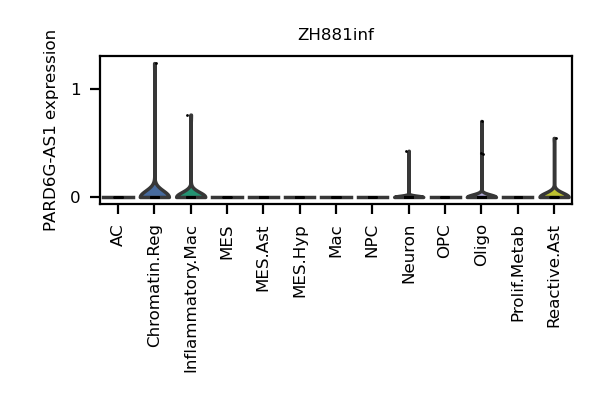 ZH881inf
PARD6G-AS1 expression
1
0
AC
Chromatin.Reg
Inflammatory.Mac
MES
MES.Ast
MES.Hyp
Mac
NPC
Neuron
OPC
Oligo
Prolif.Metab
Reactive.Ast